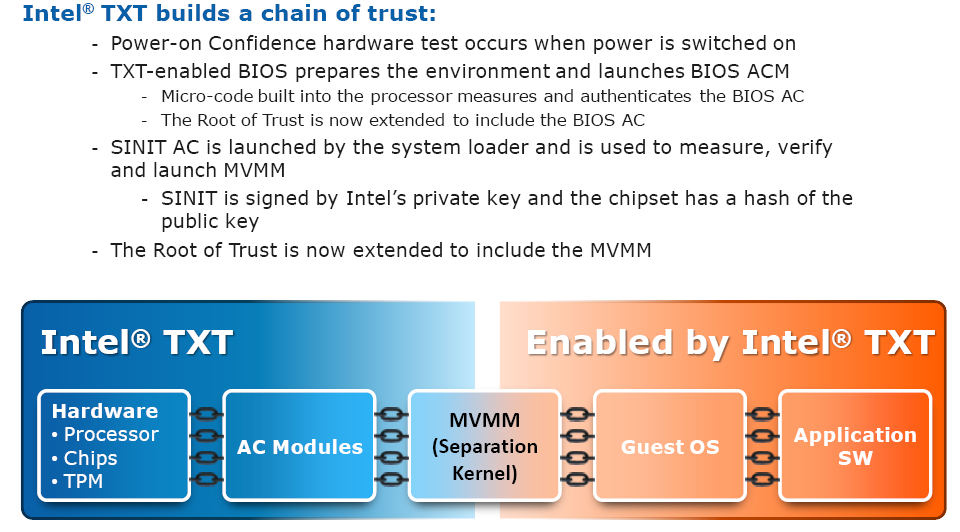 Intel® TXT builds a chain of trust:
- Power-on Confidence hardware test occurs when power is switched on
- TXT-enabled BIOS prepares the environment and launches BIOS ACM
- Micro-code built into the processor measures and authenticates the BIOS AC
- The Root of Trust is now extended to include the BIOS AC
- SINIT AC is launched by the system loader and is used to measure, verify
and launch MVMM
- SINIT is signed by Intel’s private key and the chipset has a hash of the
public key
- The Root of Trust is now extended to include the MVMM
Intel® TXT
Enabled by Intel® TXT
Hardware
• Processor
• Chips
• TPM
AC Modules
MVMM
(Separation
Kernel)
Guest OS
Application
SW